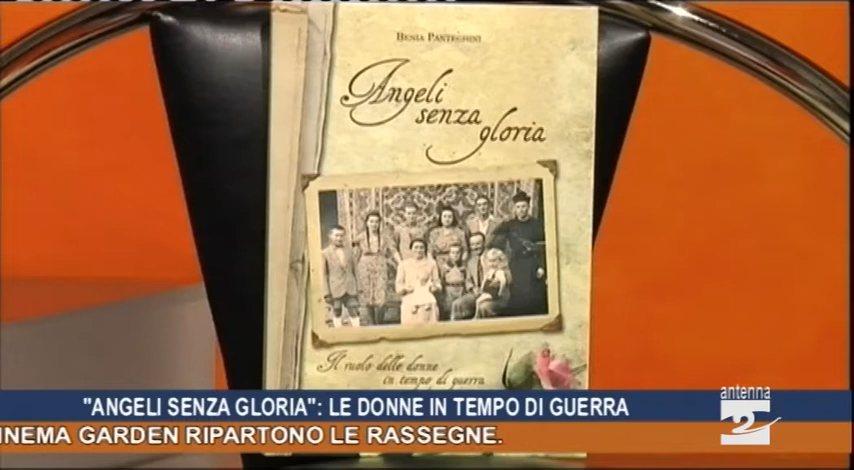 BENIA PANTEGHINI
Angeli
senza
gloria
Il ruolo delle donne
in tempo di guerra
"ANGELI SENZA GLORIA": LE DONNE IN TEMPO DI GUERRA
antenna
2
INEMA GARDEN RIPARTONO LE RASSEGNE.